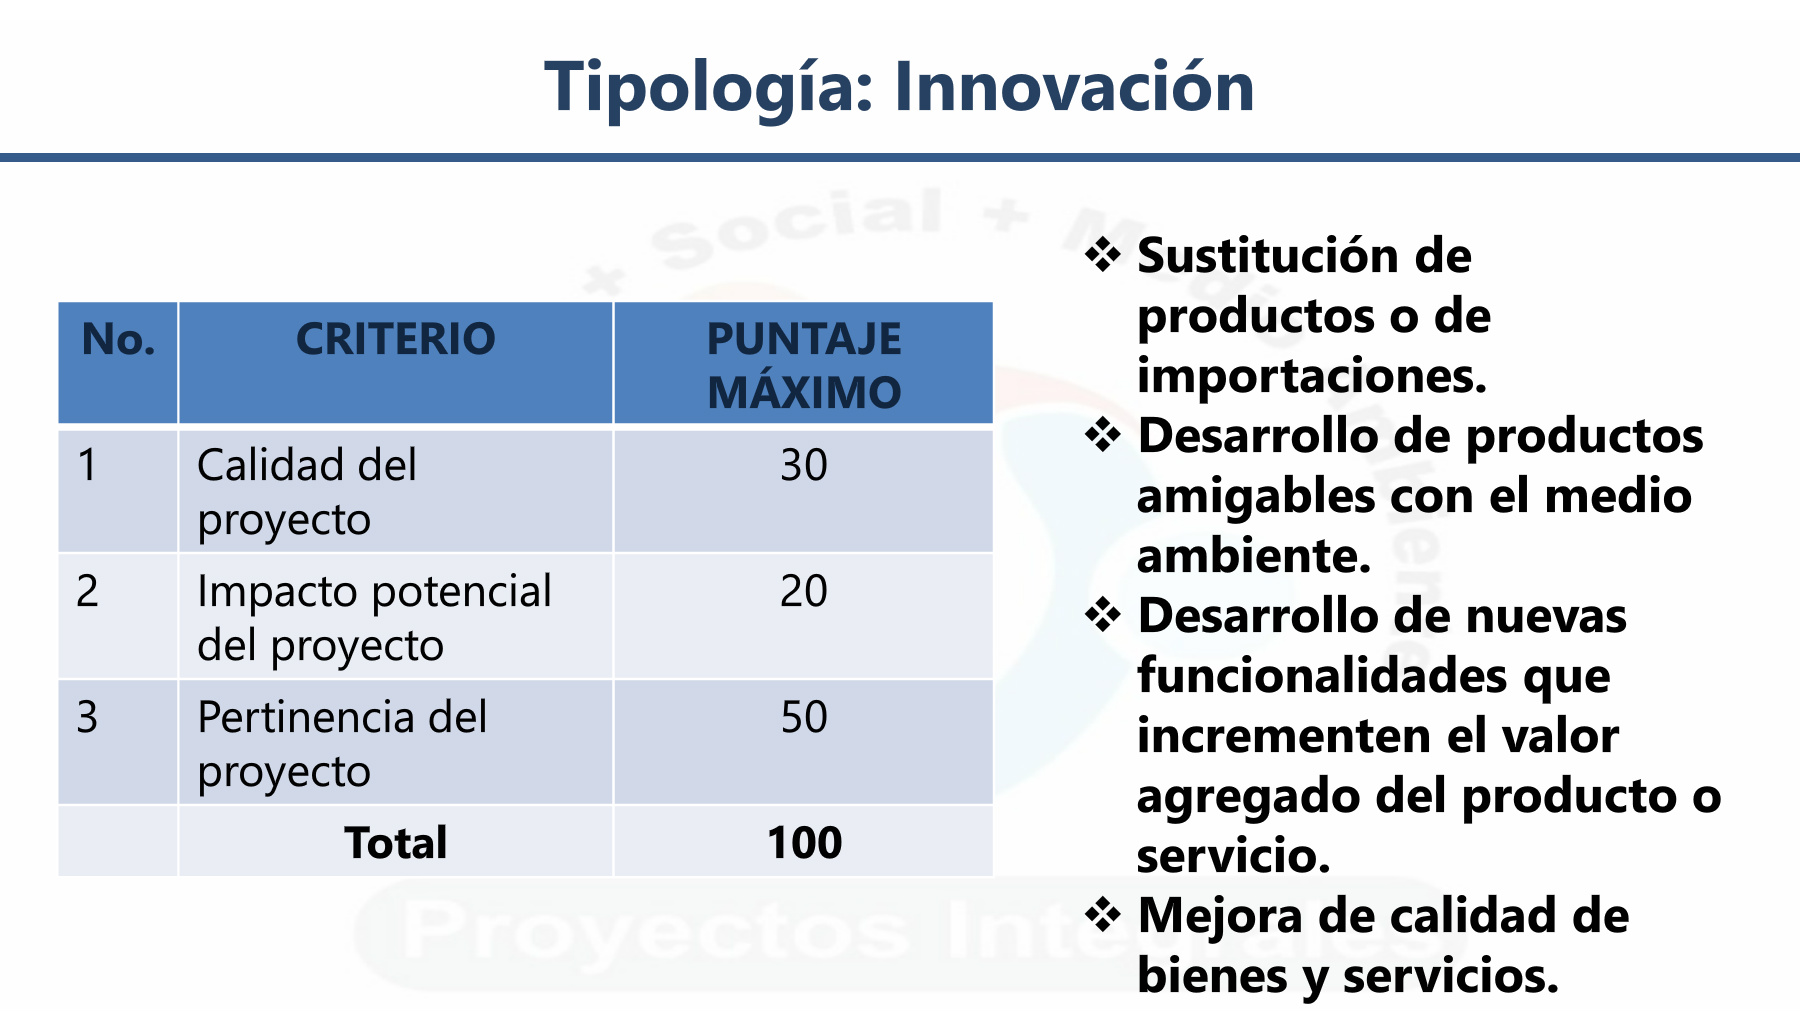 Tipología: Innovación
+ Social + Medio Ambiente
No. CRITERIO PUNTAJE
MÁXIMO
1 Calidad del 30
proyecto
2 Impacto potencial 20
del proyecto
3 Pertinencia del 50
proyecto
Total 100
❖ Sustitución de
productos o de
importaciones.
❖ Desarrollo de productos
amigables con el medio
ambiente.
❖ Desarrollo de nuevas
funcionalidades que
incrementen el valor
agregado del producto o
servicio.
❖ Mejora de calidad de
bienes y servicios.
Proyectos Integrales